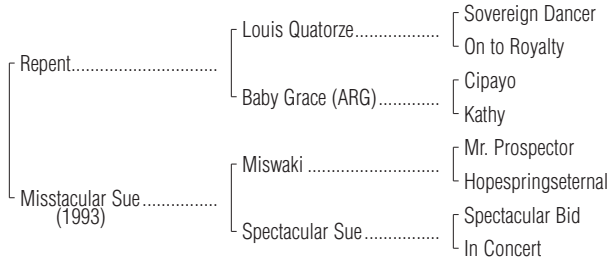 Sovereign Dancer
Louis Quatorze....................
On to Royalty
Repent..................................
Cipayo
Baby Grace (ARG)..............
Kathy
Mr. Prospector
Miswaki ...............................
Hopespringseternal
Misstacular Sue..................
(1993)
Spectacular Bid
Spectacular Sue..................
In Concert